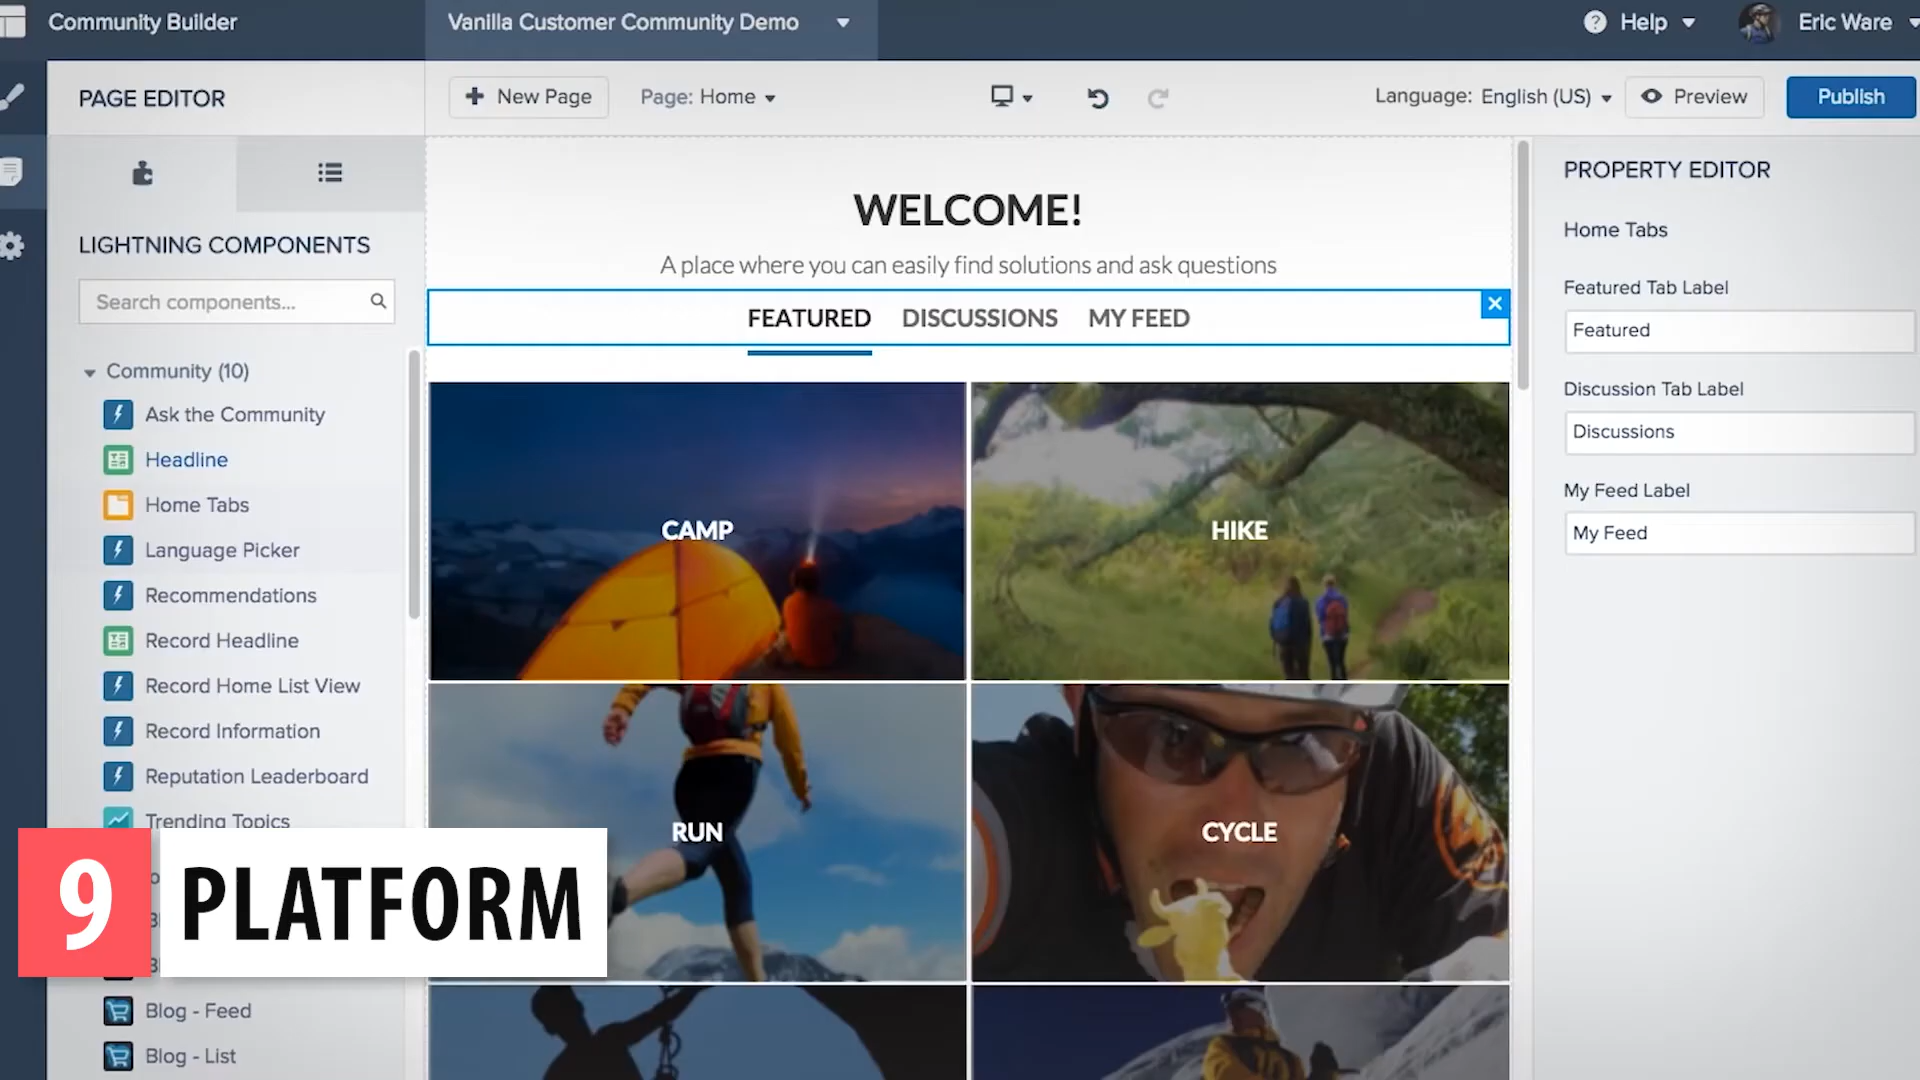 Community Builder
Vanilla Customer Community Demo
Help
Eric Ware
PAGE EDITOR
New Page
Page: Home
Language: English (US)
Preview
Publish
LIGHTNING COMPONENTS
Search components...
Community (10)
Ask the Community
Headline
Home Tabs
Language Picker
Recommendations
Record Headline
Record Home List View
Record Information
Reputation Leaderboard
Trending Topics
Blog - Feed
Blog - List
WELCOME!
A place where you can easily find solutions and ask questions
FEATURED DISCUSSIONS MY FEED
CAMP
HIKE
RUN
CYCLE
PROPERTY EDITOR
Home Tabs
Featured Tab Label
Featured
Discussion Tab Label
Discussions
My Feed Label
My Feed
9 PLATFORM